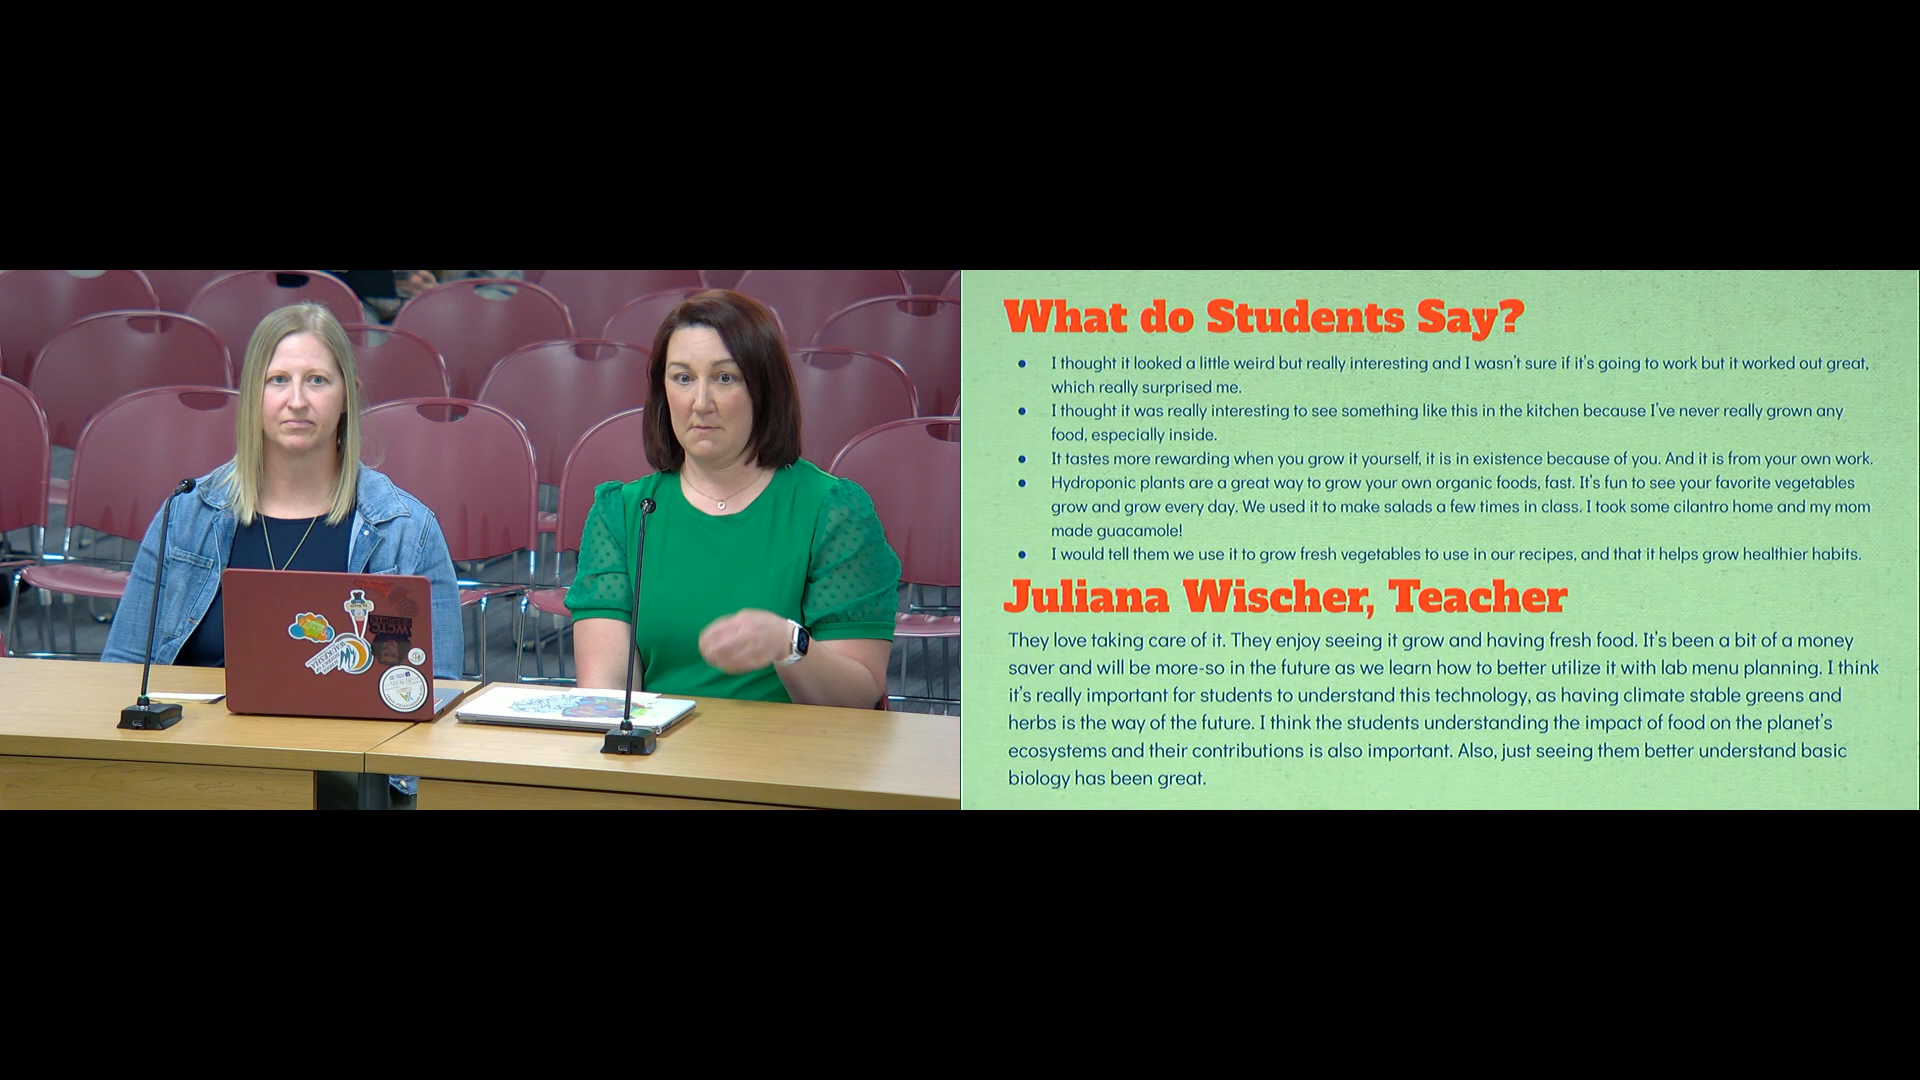 What do Students Say?
• I thought it looked a little weird but really interesting and I wasn't sure if it's going to work but it worked out great,
which really surprised me.
• I thought it was really interesting to see something like this in the kitchen because I've never really grown any
food, especially inside.
• It tastes more rewarding when you grow it yourself, it is in existence because of you. And it is from your own work.
• Hydroponic plants are a great way to grow your own organic foods, fast. It's fun to see your favorite vegetables
grow and grow every day. We used it to make salads a few times in class. I took some cilantro home and my mom
made guacamole!
• I would tell them we use it to grow fresh vegetables to use in our recipes, and that it helps grow healthier habits.
Juliana Wischer, Teacher
They love taking care of it. They enjoy seeing it grow and having fresh food. It's been a bit of a money
saver and will be more-so in the future as we learn how to better utilize it with lab menu planning. I think
it's really important for students to understand this technology, as having climate stable greens and
herbs is the way of the future. I think the students understanding the impact of food on the planet's
ecosystems and their contributions is also important. Also, just seeing them better understand basic
biology has been great.
WCTC